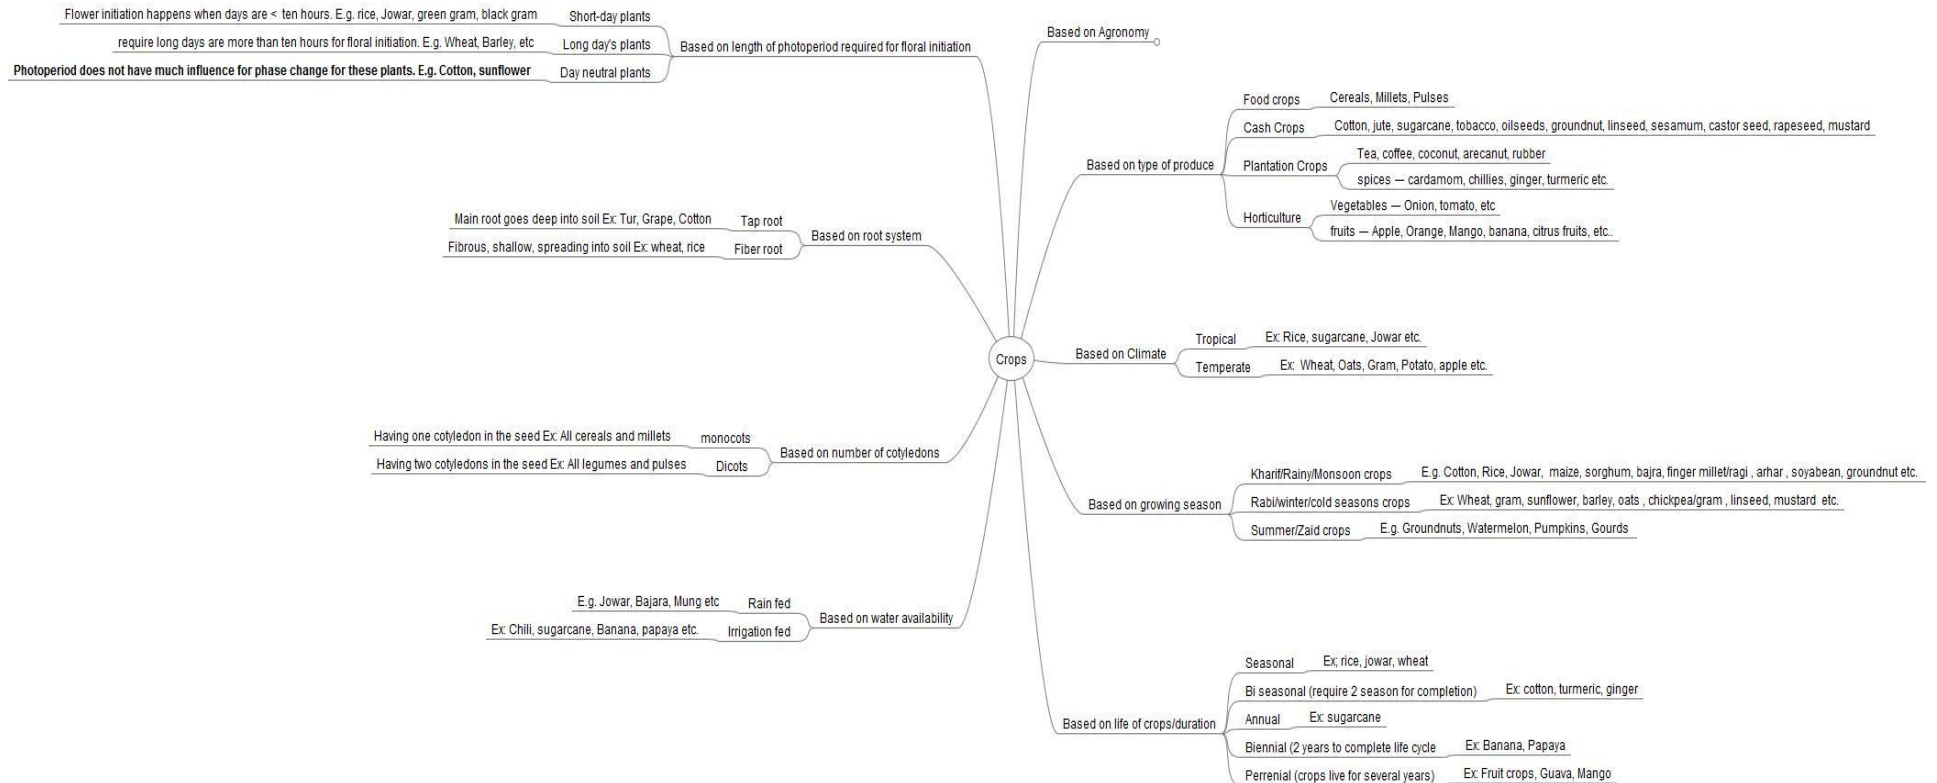 Flower initiation happens when days are < ten hours. E.g. rice, Jowar, green gram, black gram
Short-day plants
require long days are more than ten hours for floral initiation. E.g. Wheat, Barley, etc
Long day's plants
Photoperiod does not have much influence for phase change for these plants. E.g. Cotton, sunflower
Day neutral plants
Based on length of photoperiod required for floral initiation
Main root goes deep into soil Ex: Tur, Grape, Cotton
Tap root
Fibrous, shallow, spreading into soil Ex: wheat, rice
Fiber root
Based on root system
Having one cotyledon in the seed Ex: All cereals and millets
monocots
Having two cotyledons in the seed Ex: All legumes and pulses
Dicots
Based on number of cotyledons
E.g. Jowar, Bajara, Mung etc
Rain fed
Ex: Chili, sugarcane, Banana, papaya etc.
Irrigation fed
Based on water availability
Crops
Based on Agronomy
Based on type of produce
Food crops
Cereals, Millets, Pulses
Cash Crops
Cotton, jute, sugarcane, tobacco, oilseeds, groundnut, linseed, sesamum, castor seed, rapeseed, mustard
Plantation Crops
Tea, coffee, coconut, arecanut, rubber
spices — cardamom, chillies, ginger, turmeric etc.
Horticulture
Vegetables — Onion, tomato, etc
fruits — Apple, Orange, Mango, banana, citrus fruits, etc..
Based on Climate
Tropical
Ex: Rice, sugarcane, Jowar etc.
Temperate
Ex: Wheat, Oats, Gram, Potato, apple etc.
Based on growing season
Kharif/Rainy/Monsoon crops
E.g. Cotton, Rice, Jowar, maize, sorghum, bajra, finger millet/ragi , arhar , soyabean, groundnut etc.
Rabi/winter/cold seasons crops
Ex: Wheat, gram, sunflower, barley, oats , chickpea/gram , linseed, mustard etc.
Summer/Zaid crops
E.g. Groundnuts, Watermelon, Pumpkins, Gourds
Based on life of crops/duration
Seasonal
Ex; rice, jowar, wheat
Bi seasonal (require 2 season for completion)
Ex: cotton, turmeric, ginger
Annual
Ex: sugarcane
Biennial (2 years to complete life cycle
Ex: Banana, Papaya
Perrenial (crops live for several years)
Ex: Fruit crops, Guava, Mango